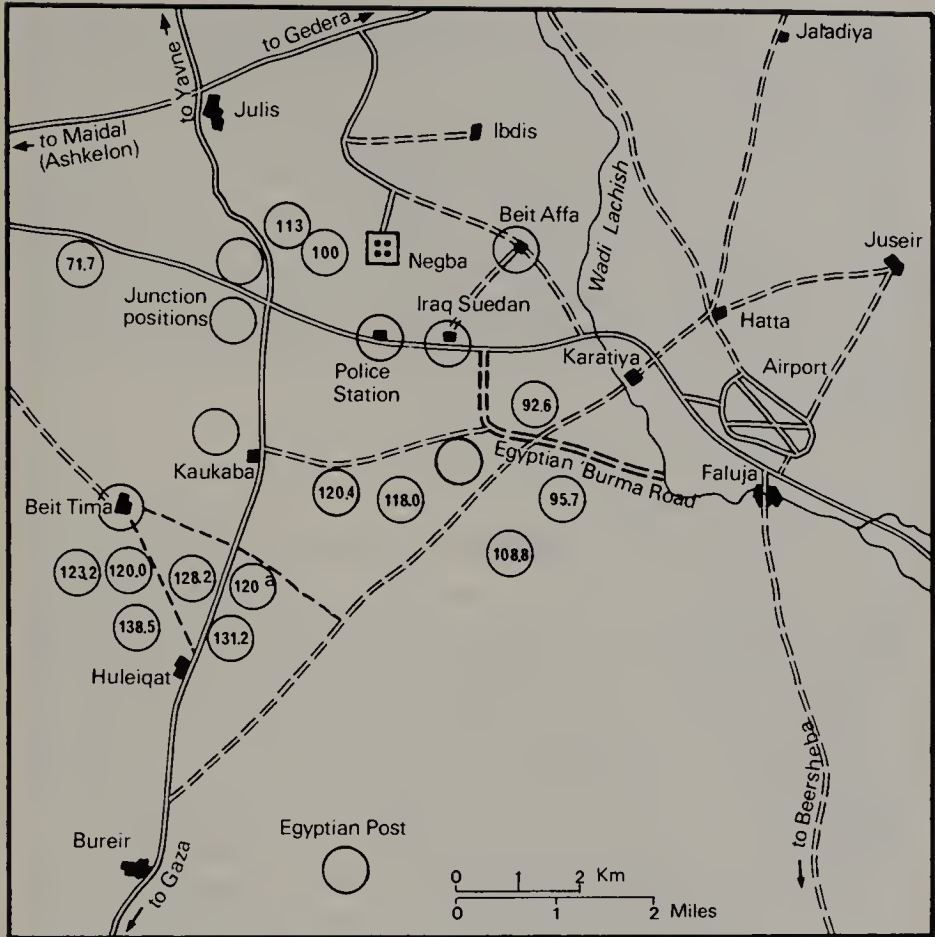 to Gedera
Jaladiya
to Yavne
Julis
Ibdis
to Majdal
(Ashkelon)
113
100
Beit Affa
Negba
71.7
Wadi Lachish
Juseir
Junction
positions
Iraq Suedan
Hatta
Police
Station
Karatiya
Airport
92.6
Kaukaba
Egyptian 'Burma Road
Faluja
120.4
118.0
95.7
Beit Tima
108.8
123.2
120.0
128.2
120 a
138.5
131.2
Huleiqat
to Beersheba
Bureir
to Gaza
Egyptian Post
0 1 2 Km
0 1 2 Miles